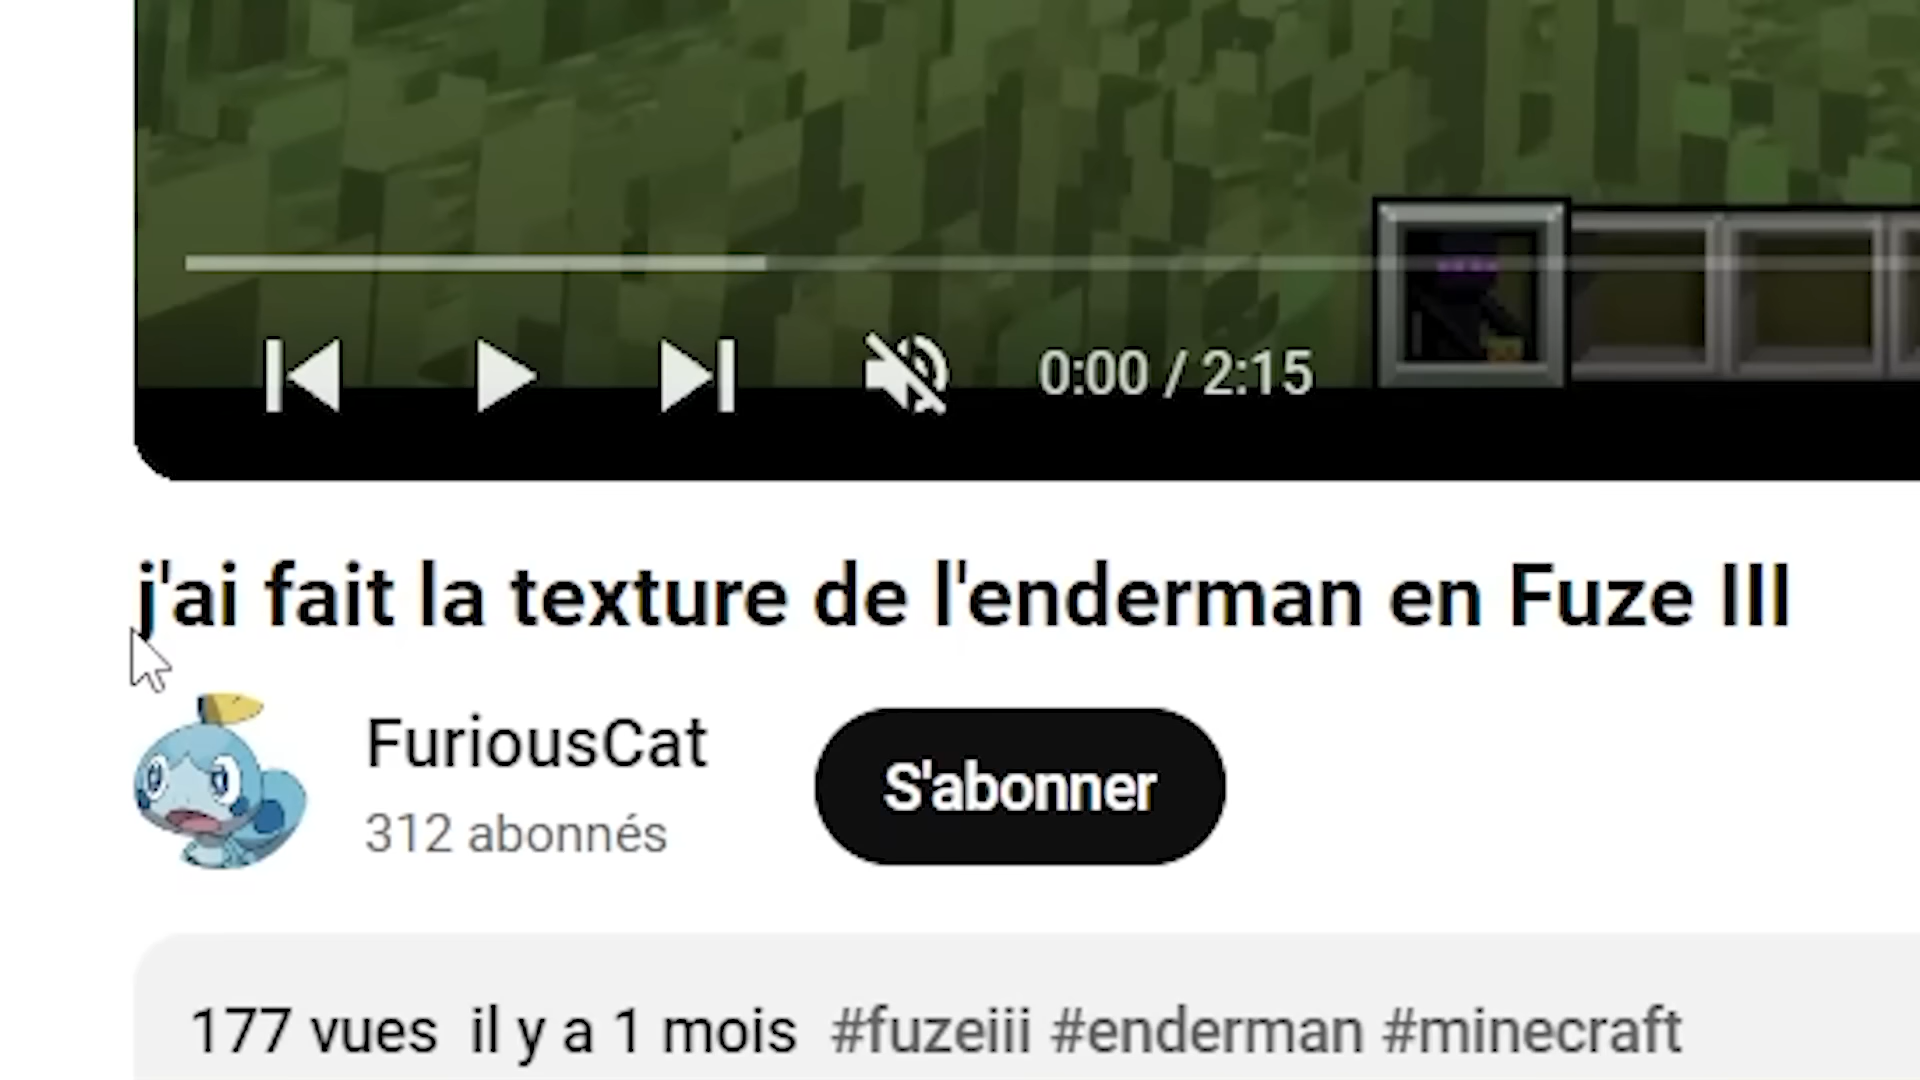 0:00 / 2:15
j'ai fait la texture de l'enderman en Fuze III
FuriousCat
S'abonner
312 abonnés
177 vues il y a 1 mois #fuzeiii #enderman #minecraft